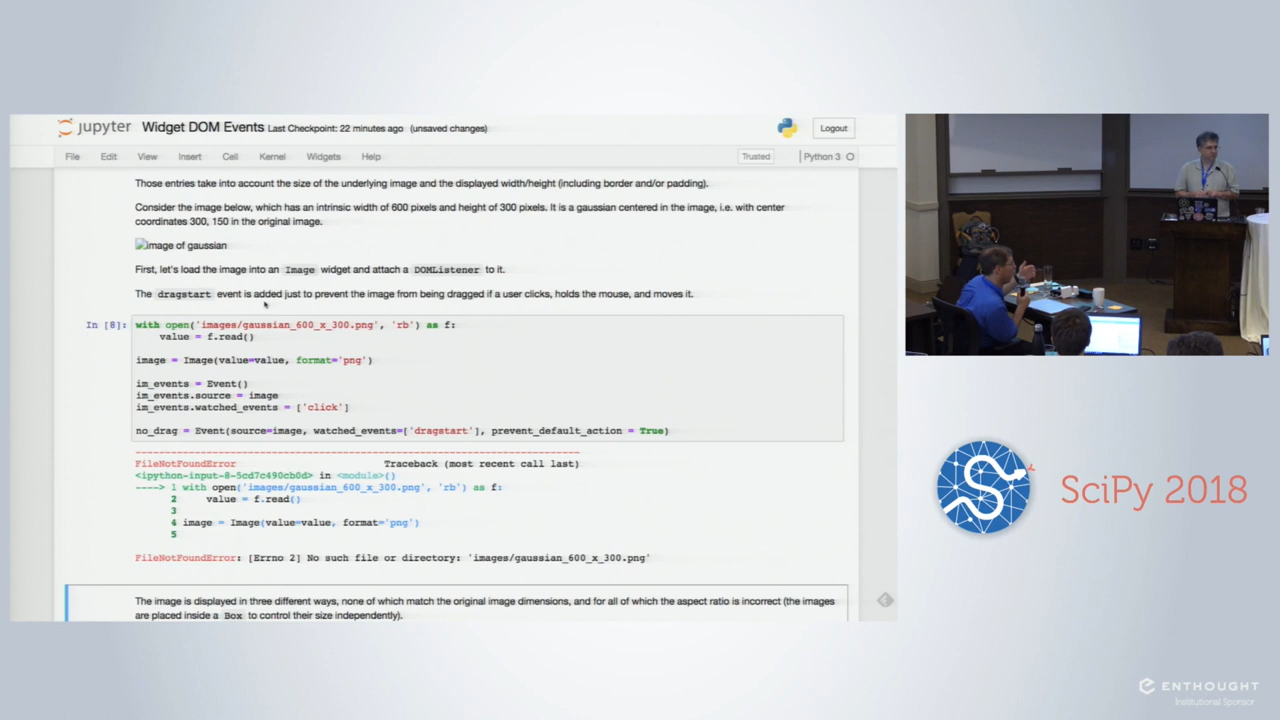 jupyter Widget DOM Events Last Checkpoint: 22 minutes ago (unsaved changes) Logout
File Edit View Insert Cell Kernel Widgets Help Trusted Python 3
Those entries take into account the size of the underlying image and the displayed width/height (including border and/or padding).
Consider the image below, which has an intrinsic width of 600 pixels and height of 300 pixels. It is a gaussian centered in the image, i.e. with center
coordinates 300, 150 in the original image.
image of gaussian
First, let's load the image into an Image widget and attach a DOMListener to it.
The dragstart event is added just to prevent the image from being dragged if a user clicks, holds the mouse, and moves it.
In [8]: with open('images/gaussian_600_x_300.png', 'rb') as f:
value = f.read()
image = Image(value=value, format='png')
im_events = Event()
im_events.source = image
im_events.watched_events = ['click']
no_drag = Event(source=image, watched_events=['dragstart'], prevent_default_action = True)
---------------------------------------------------------------------------
FileNotFoundError Traceback (most recent call last)
<ipython-input-8-5cd7c490cb0d> in <module>()
----> 1 with open('images/gaussian_600_x_300.png', 'rb') as f:
2 value = f.read()
3
4 image = Image(value=value, format='png')
5
FileNotFoundError: [Errno 2] No such file or directory: 'images/gaussian_600_x_300.png'
The image is displayed in three different ways, none of which match the original image dimensions, and for all of which the aspect ratio is incorrect (the images
are placed inside a Box to control their size independently).
SciPy 2018
ENTHOUGHT
Institutional Sponsor